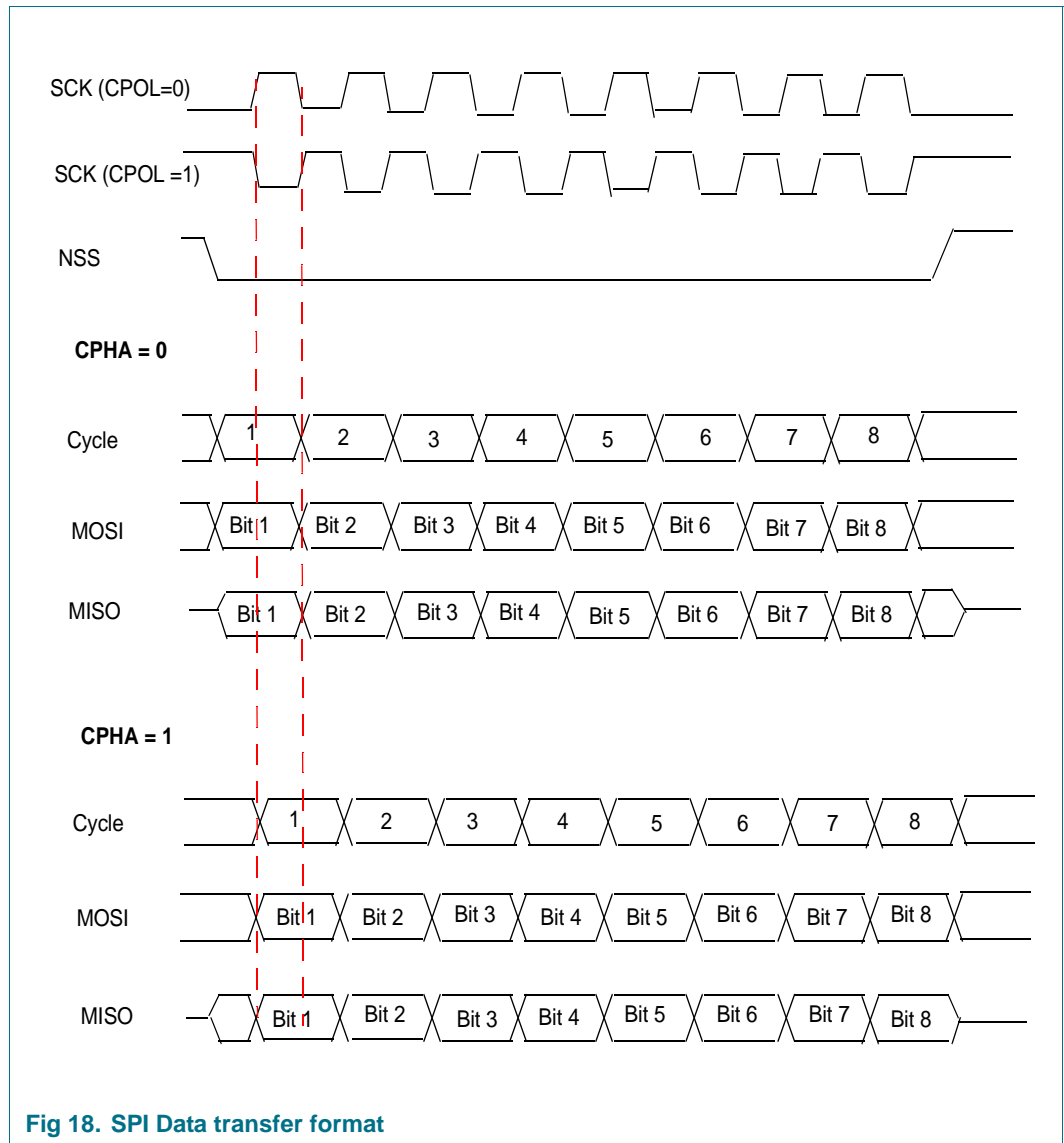 SCK (CPOL=0)
SCK (CPOL =1)
NSS
CPHA = 0
Cycle 1 2 3 4 5 6 7 8
MOSI Bit 1 Bit 2 Bit 3 Bit 4 Bit 5 Bit 6 Bit 7 Bit 8
MISO Bit 1 Bit 2 Bit 3 Bit 4 Bit 5 Bit 6 Bit 7 Bit 8
CPHA = 1
Cycle 1 2 3 4 5 6 7 8
MOSI Bit 1 Bit 2 Bit 3 Bit 4 Bit 5 Bit 6 Bit 7 Bit 8
MISO Bit 1 Bit 2 Bit 3 Bit 4 Bit 5 Bit 6 Bit 7 Bit 8
Fig 18. SPI Data transfer format